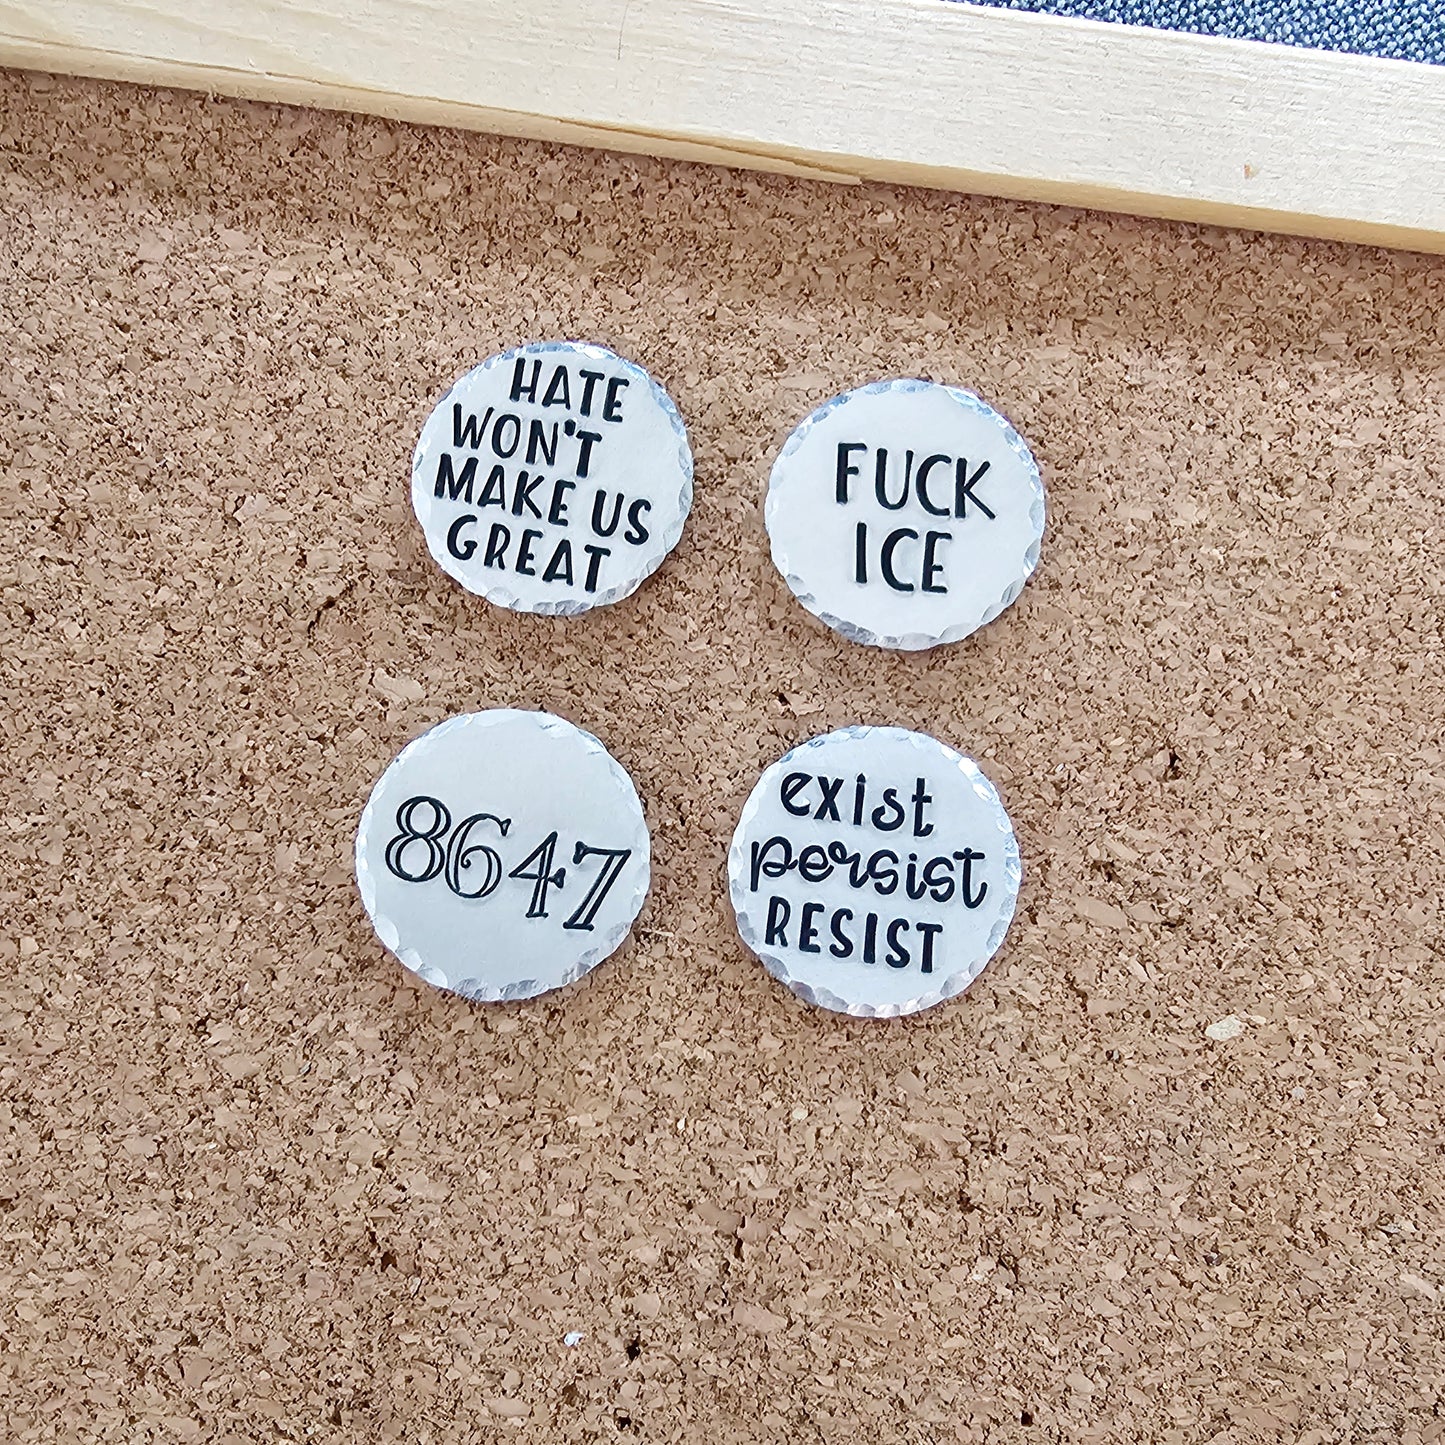 HATE
WON'T
MAKE US
GREAT
FUCK
ICE
8647
exist
persist
RESIST